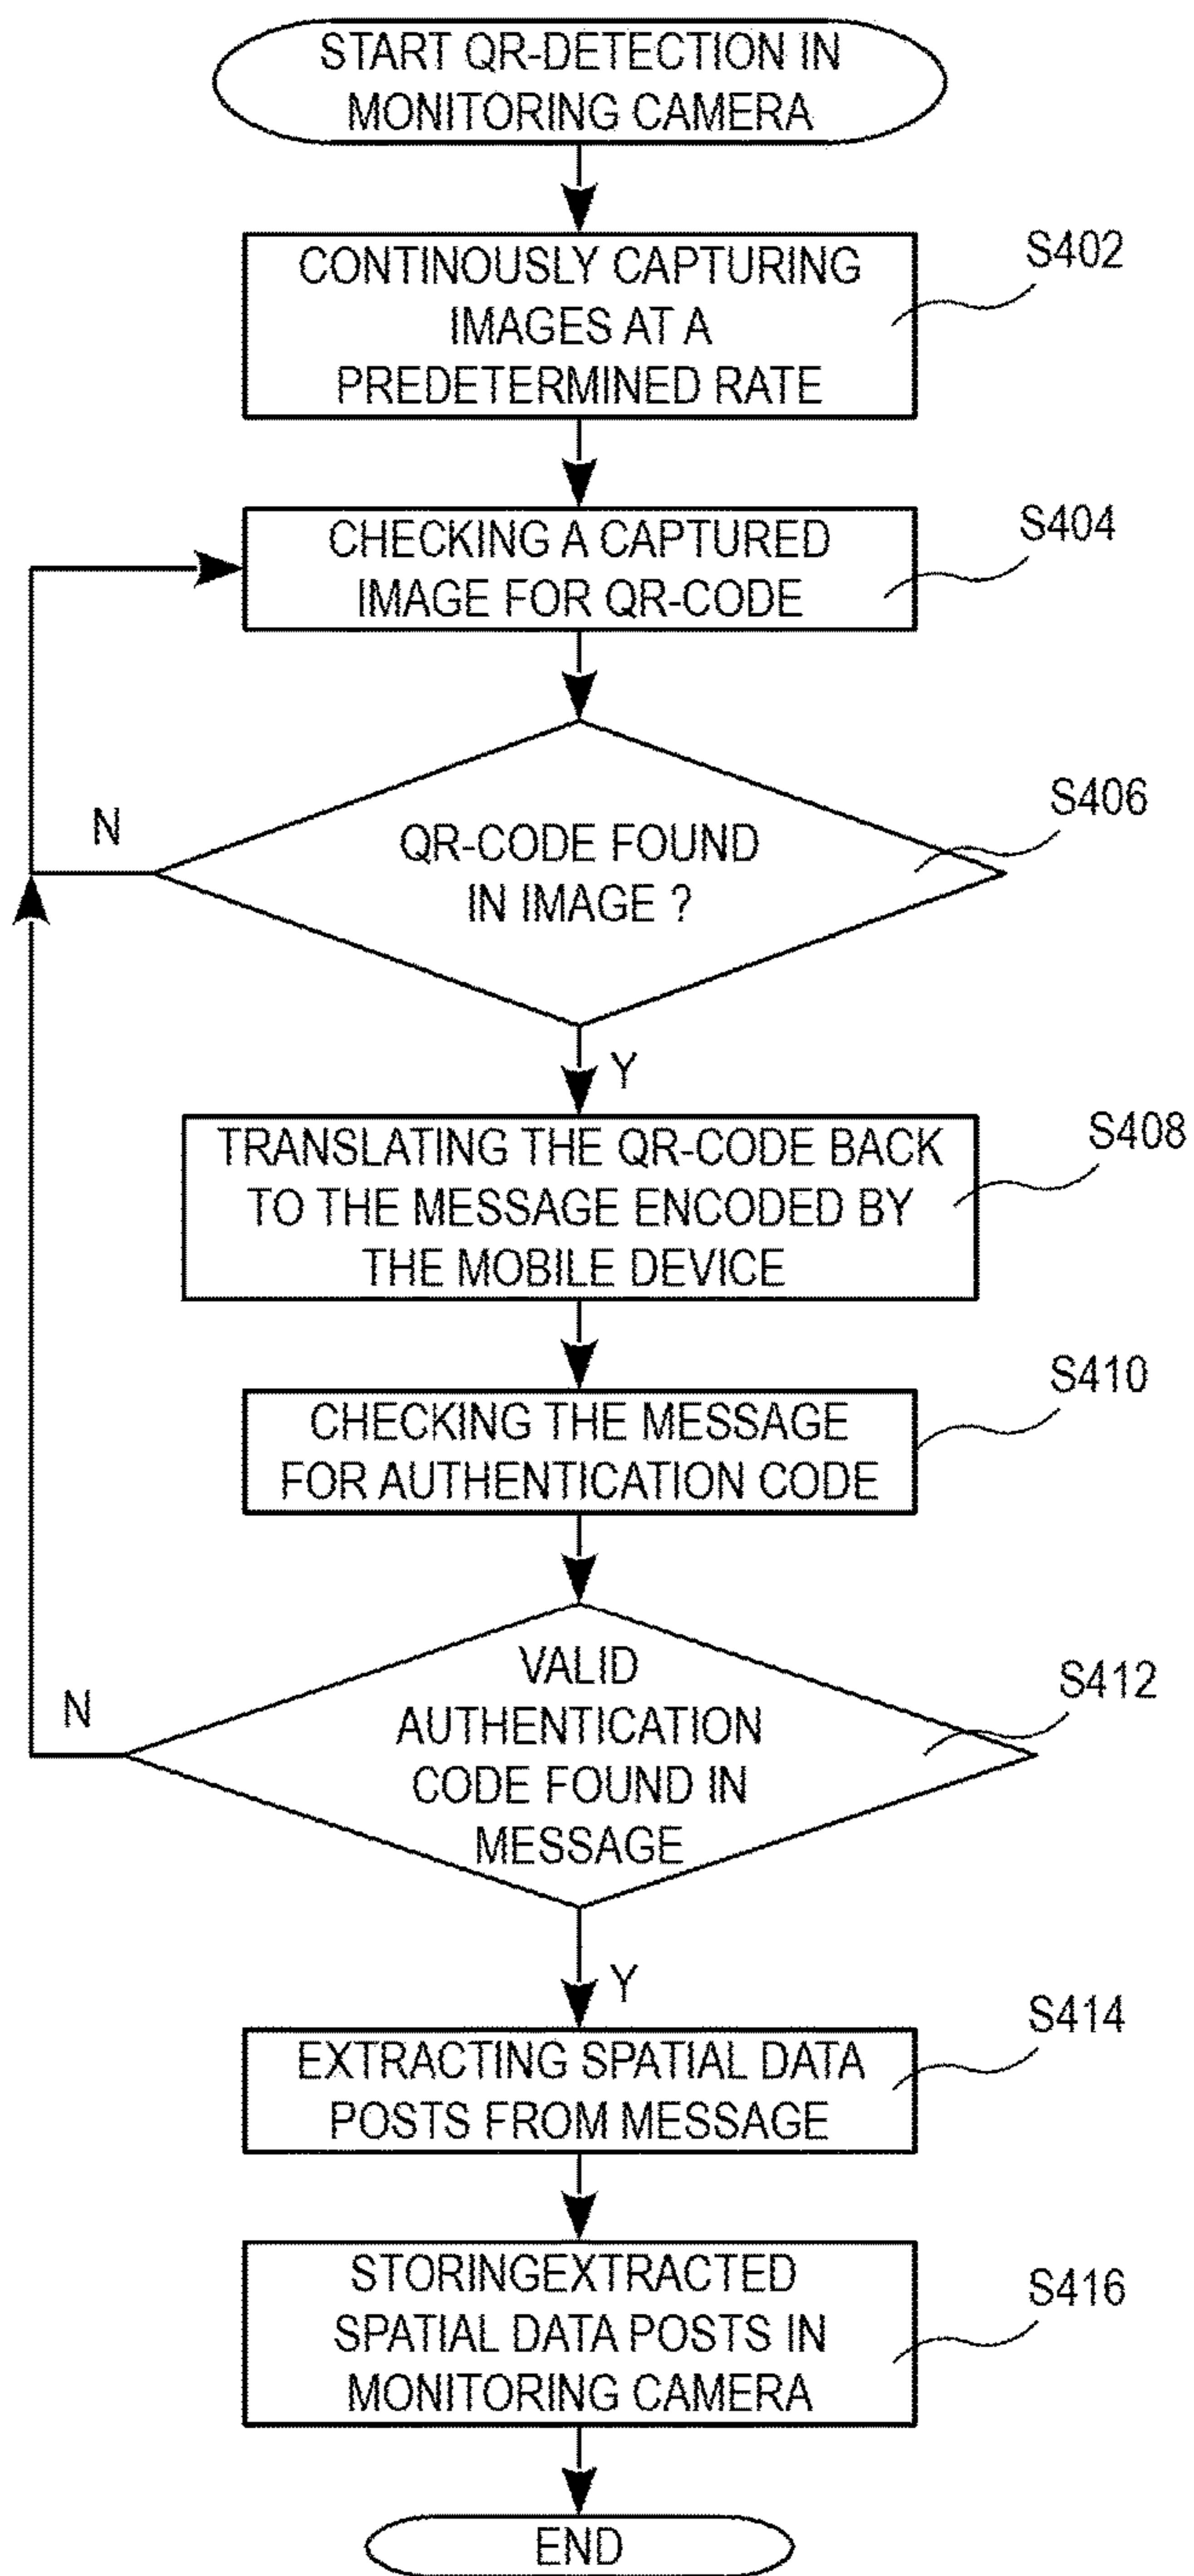 START QR-DETECTION IN
MONITORING CAMERA
CONTINOUSLY CAPTURING
IMAGES AT A
PREDETERMINED RATE
S402
CHECKING A CAPTURED
IMAGE FOR QR-CODE
S404
QR-CODE FOUND
IN IMAGE ?
S406
N
Y
TRANSLATING THE QR-CODE BACK
TO THE MESSAGE ENCODED BY
THE MOBILE DEVICE
S408
CHECKING THE MESSAGE
FOR AUTHENTICATION CODE
S410
VALID
AUTHENTICATION
CODE FOUND IN
MESSAGE
S412
N
Y
EXTRACTING SPATIAL DATA
POSTS FROM MESSAGE
S414
STORINGEXTRACTED
SPATIAL DATA POSTS IN
MONITORING CAMERA
S416
END